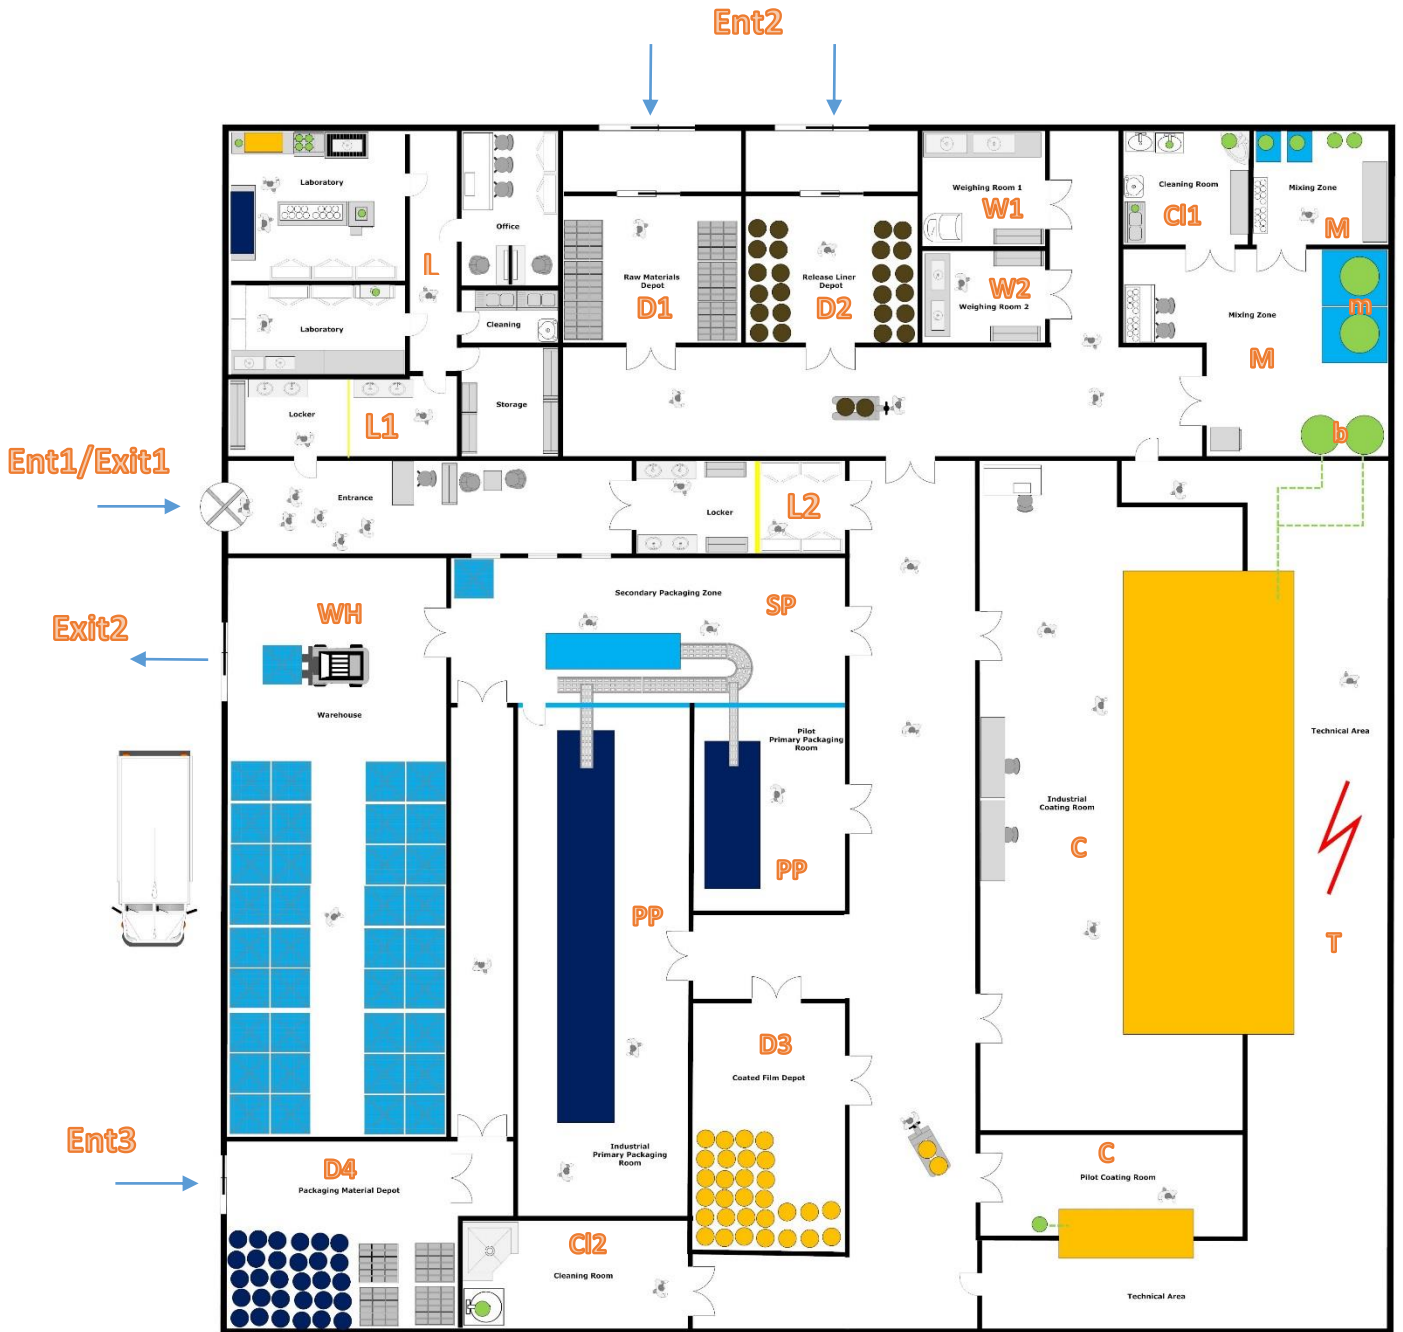 Ent2
Laboratory
Office
L
Raw Materials
Depot
D1
Release Liner
Depot
D2
Weighing Room 1
W1
W2
Weighing Room 2
Cleaning Room
Cl1
Mixing Zone
M
m
Mixing Zone
M
b
Laboratory
Cleaning
Storage
Locker
L1
Ent1/Exit1
Entrance
Locker
L2
Secondary Packaging Zone
SP
WH
Exit2
Warehouse
Pilot
Primary Packaging
Room
PP
PP
Industrial
Coating Room
C
Technical Area
T
D3
Coated Film Depot
Ent3
D4
Packaging Material Depot
Industrial
Primary Packaging
Room
C
Pilot Coating Room
Cl2
Cleaning Room
Technical Area